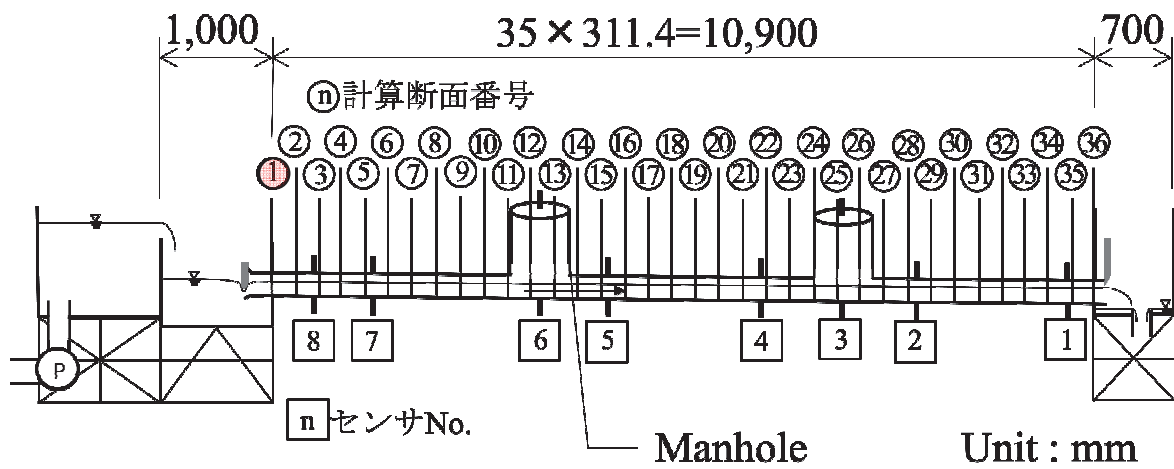 1,000 35×311.4=10,900 700
ⓝ計算断面番号
② ④ ⑥ ⑧ ⑩ ⑫ ⑭ ⑯ ⑱ ⑳ ㉒ ㉔ ㉖ ㉘ ㉚ ㉜ ㉞ ㊱
① ③ ⑤ ⑦ ⑨ ⑪ ⑬ ⑮ ⑰ ⑲ ㉑ ㉓ ㉕ ㉗ ㉙ ㉛ ㉝ ㉟
8 7 6 5 4 3 2 1
P
n センサNo.
Manhole Unit : mm